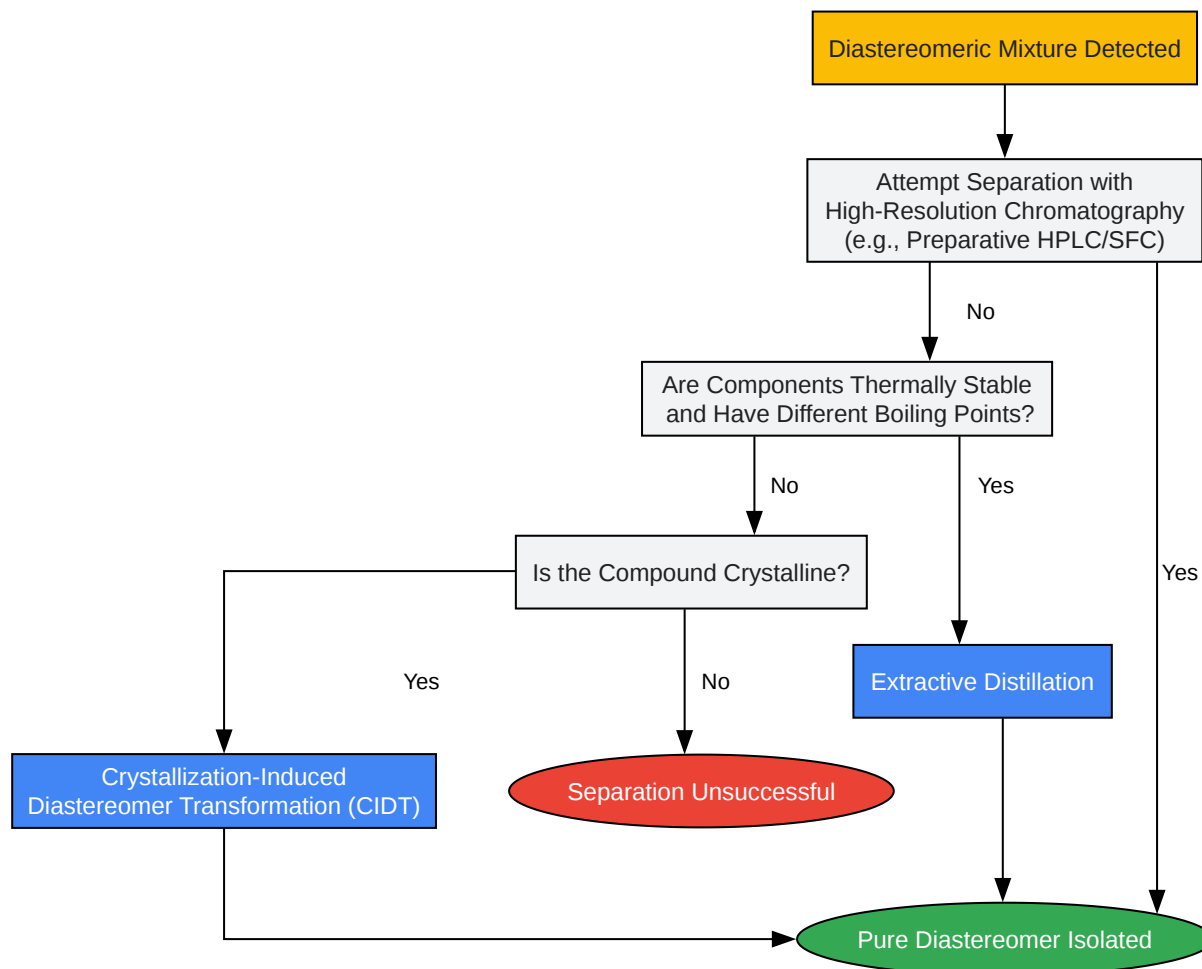 Diastereomeric Mixture Detected
Attempt Separation with
High-Resolution Chromatography
(e.g., Preparative HPLC/SFC)
No
Are Components Thermally Stable
and Have Different Boiling Points?
No
Yes
Is the Compound Crystalline?
Yes
Yes
No
Extractive Distillation
Crystallization-Induced
Diastereomer Transformation (CIDT)
Separation Unsuccessful
Pure Diastereomer Isolated